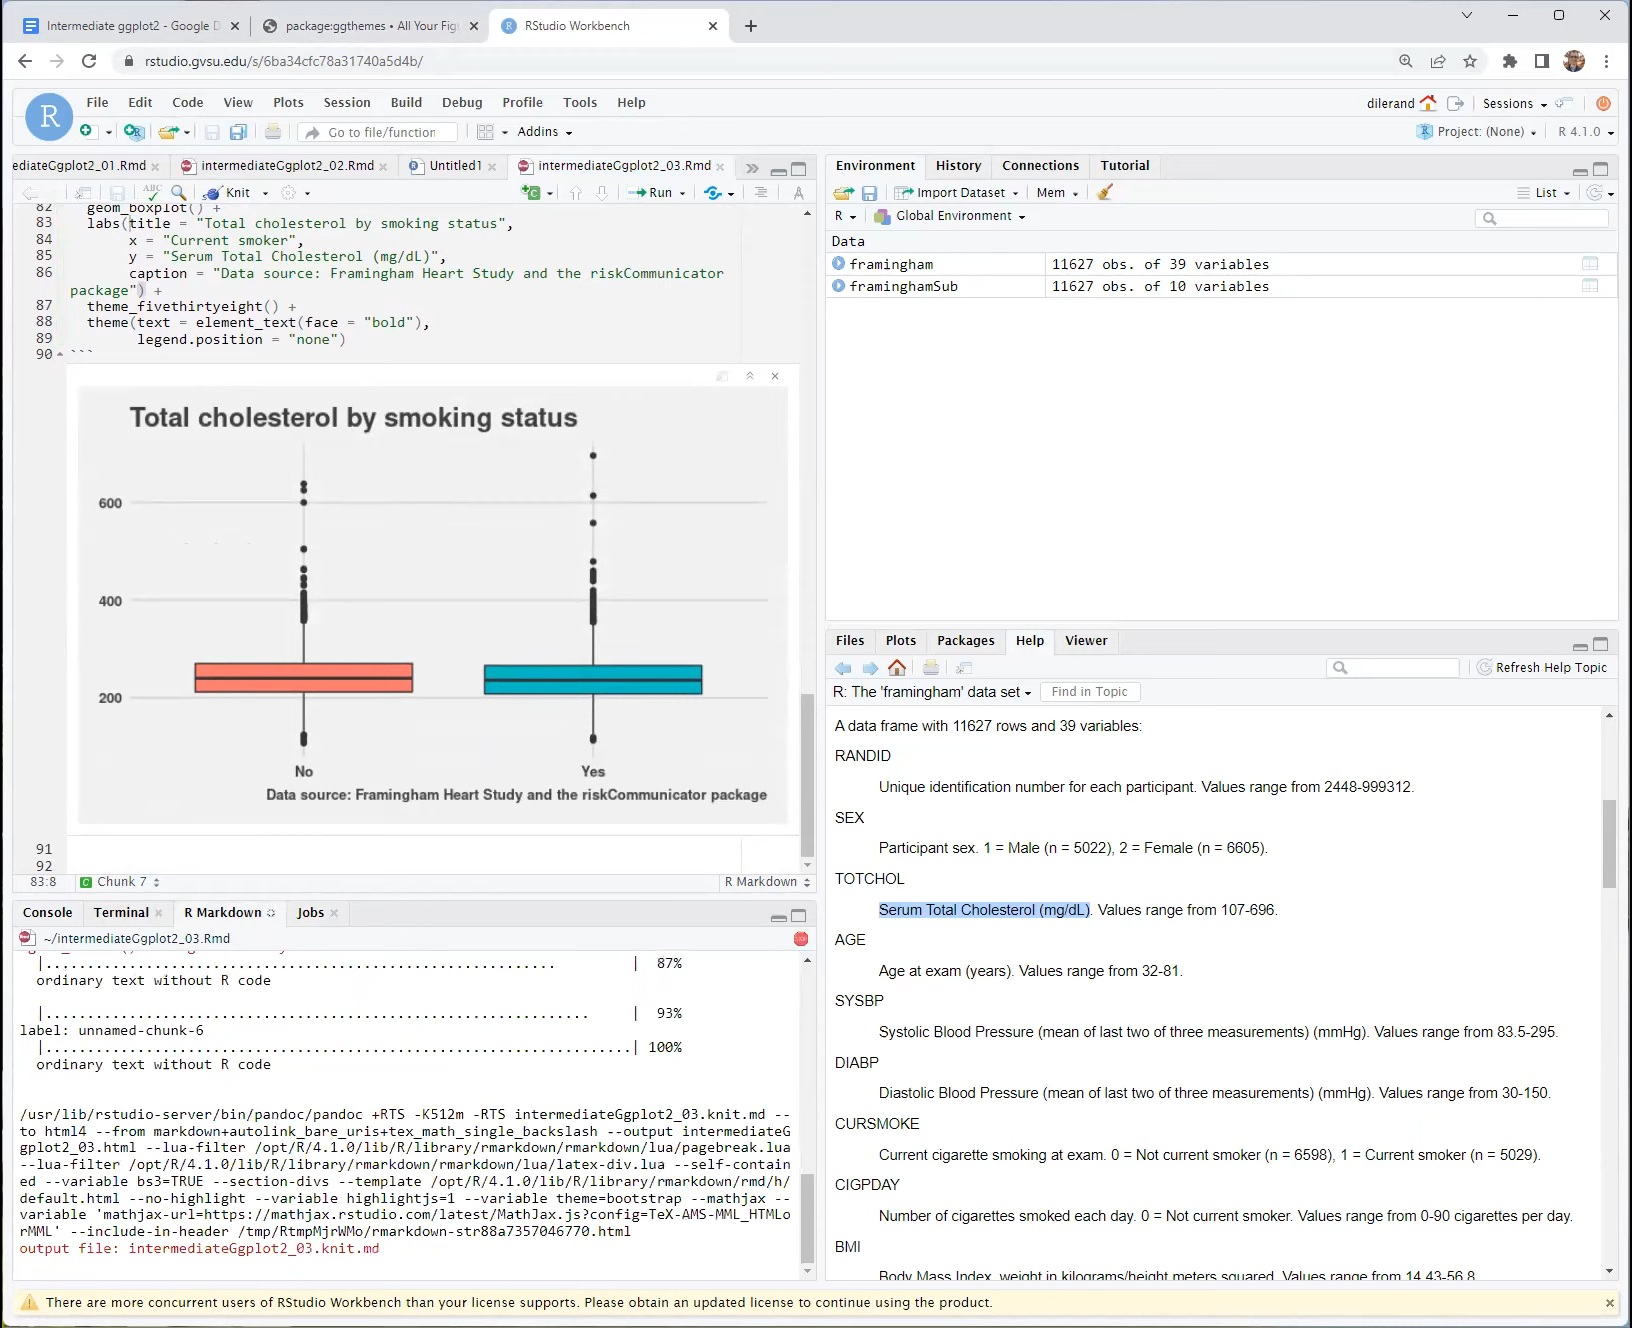 Intermediate ggplot2 - Google D
package:ggthemes • All Your Fig
RStudio Workbench
rstudio.gvsu.edu/s/6ba34cfc78a31740a5d4b/
R
File Edit Code View Plots Session Build Debug Profile Tools Help
dilerand
Sessions
Go to file/function
Addins
Project: (None)
R 4.1.0
ediateGgplot2_01.Rmd
intermediateGgplot2_02.Rmd
Untitled1
intermediateGgplot2_03.Rmd
ABC
Knit
Run
82 geom_boxplot() +
83 labs(title = "Total cholesterol by smoking status",
84 x = "Current smoker",
85 y = "Serum Total Cholesterol (mg/dL)",
86 caption = "Data source: Framingham Heart Study and the riskCommunicator
package") +
87 theme_fivethirtyeight() +
88 theme(text = element_text(face = "bold"),
89 legend.position = "none")
90 ```
Total cholesterol by smoking status
600
400
200
No Yes
Data source: Framingham Heart Study and the riskCommunicator package
91
92
83:8
C Chunk 7
R Markdown
Console Terminal R Markdown Jobs
~/intermediateGgplot2_03.Rmd
|............................................................. | 87%
ordinary text without R code
|................................................................. | 93%
label: unnamed-chunk-6
|......................................................................| 100%
ordinary text without R code
/usr/lib/rstudio-server/bin/pandoc/pandoc +RTS -K512m -RTS intermediateGgplot2_03.knit.md --
to html4 --from markdown+autolink_bare_uris+tex_math_single_backslash --output intermediateG
gplot2_03.html --lua-filter /opt/R/4.1.0/lib/R/library/rmarkdown/rmarkdown/lua/pagebreak.lua
--lua-filter /opt/R/4.1.0/lib/R/library/rmarkdown/rmarkdown/lua/latex-div.lua --self-contain
ed --variable bs3=TRUE --section-divs --template /opt/R/4.1.0/lib/R/library/rmarkdown/rmd/h/
default.html --no-highlight --variable highlightjs=1 --variable theme=bootstrap --mathjax --
variable 'mathjax-url=https://mathjax.rstudio.com/latest/MathJax.js?config=TeX-AMS-MML_HTMLo
rMML' --include-in-header /tmp/RtmpMjrWMo/rmarkdown-str88a7357046770.html
output file: intermediateGgplot2_03.knit.md
Environment History Connections Tutorial
Import Dataset
Mem
List
R
Global Environment
Data
framingham 11627 obs. of 39 variables
framinghamSub 11627 obs. of 10 variables
Files Plots Packages Help Viewer
Refresh Help Topic
R: The 'framingham' data set
Find in Topic
A data frame with 11627 rows and 39 variables:
RANDID
Unique identification number for each participant. Values range from 2448-999312.
SEX
Participant sex. 1 = Male (n = 5022), 2 = Female (n = 6605).
TOTCHOL
Serum Total Cholesterol (mg/dL). Values range from 107-696.
AGE
Age at exam (years). Values range from 32-81.
SYSBP
Systolic Blood Pressure (mean of last two of three measurements) (mmHg). Values range from 83.5-295.
DIABP
Diastolic Blood Pressure (mean of last two of three measurements) (mmHg). Values range from 30-150.
CURSMOKE
Current cigarette smoking at exam. 0 = Not current smoker (n = 6598), 1 = Current smoker (n = 5029).
CIGPDAY
Number of cigarettes smoked each day. 0 = Not current smoker. Values range from 0-90 cigarettes per day.
BMI
Body Mass Index, weight in kilograms/height meters squared. Values range from 14.43-56.8
There are more concurrent users of RStudio Workbench than your license supports. Please obtain an updated license to continue using the product.